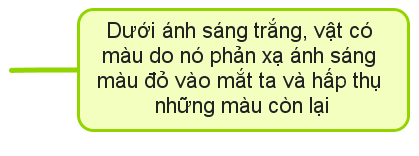 Dưới ánh sáng trắng, vật có
màu do nó phản xạ ánh sáng
màu đỏ vào mắt ta và hấp thụ
những màu còn lại